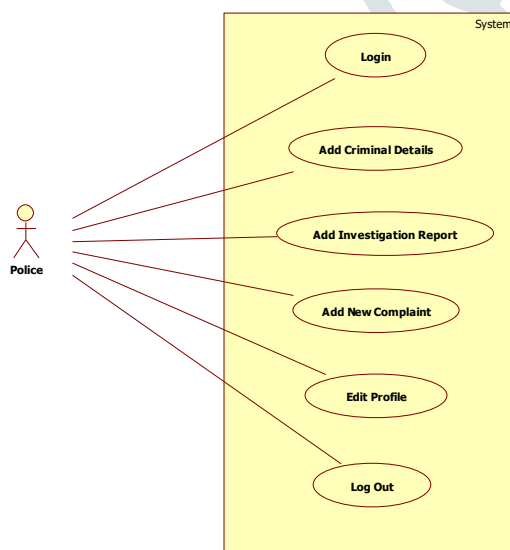 System
Login
Add Criminal Details
Add Investigation Report
Police
Add New Complaint
Edit Profile
Log Out